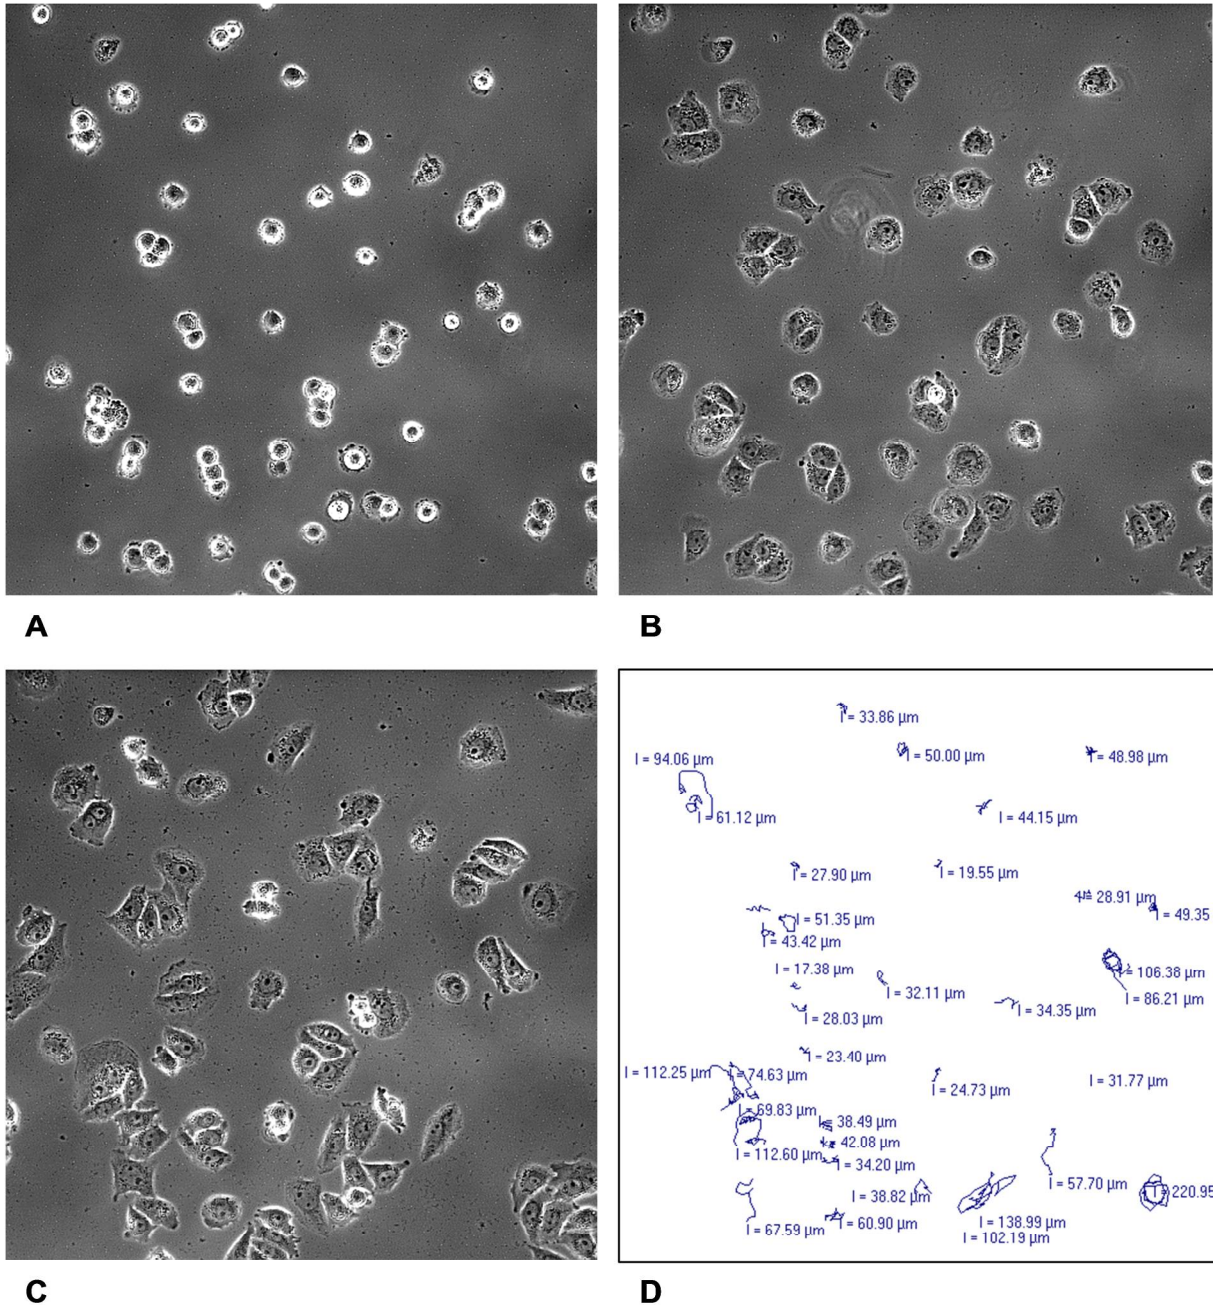 A
B
l = 33.86 µm
l = 50.00 µm
l = 48.98 µm
l = 94.06 µm
l = 61.12 µm
l = 44.15 µm
l = 27.90 µm
l = 19.55 µm
l = 28.91 µm
l = 49.35
l = 51.35 µm
l = 43.42 µm
l = 17.38 µm
l = 106.38 µm
l = 32.11 µm
l = 86.21 µm
l = 34.35 µm
l = 28.03 µm
l = 23.40 µm
l = 112.25 µm
l = 74.63 µm
l = 24.73 µm
l = 31.77 µm
l = 69.83 µm
38.49 µm
42.08 µm
l = 112.60 µm
l = 34.20 µm
l = 57.70 µm
l = 38.82 µm
l = 220.95
l = 67.59 µm
l = 60.90 µm
l = 138.99 µm
l = 102.19 µm
C
D